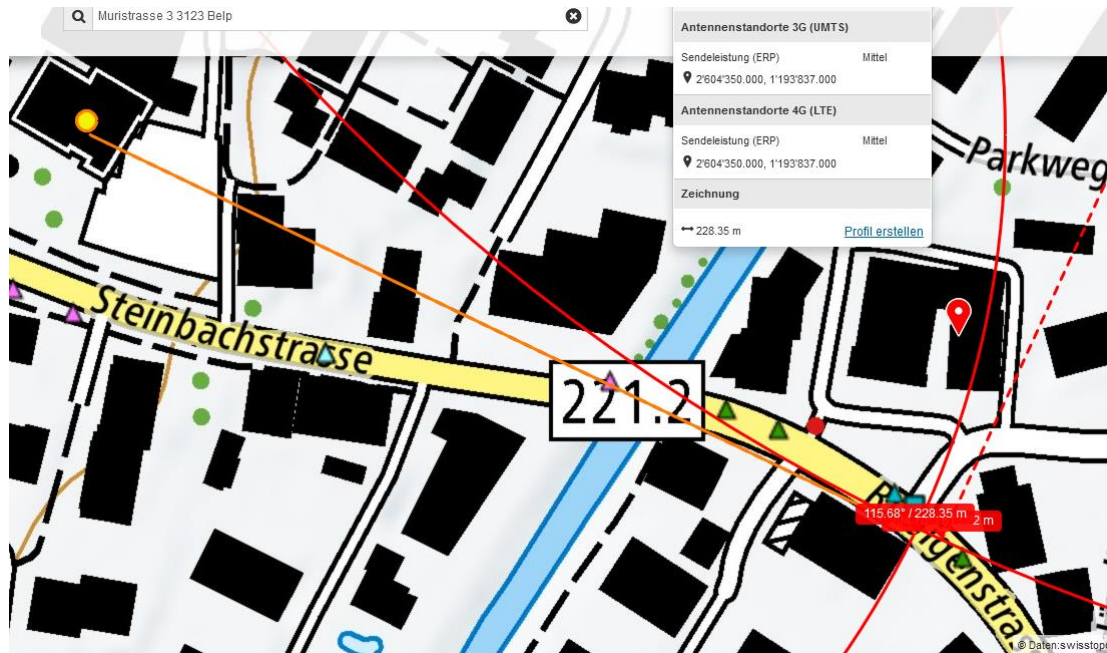 Muristrasse 3 3123 Belp
Antennenstandorte 3G (UMTS)
Sendeleistung (ERP) Mittel
2'604'350.000, 1'193'837.000
Antennenstandorte 4G (LTE)
Sendeleistung (ERP) Mittel
2'604'350.000, 1'193'837.000
Zeichnung
228.35 m Profil erstellen
Parkweg
Steinbachstrasse
221.2
115.68° / 228.35 m
2 m
© Daten:swisstop